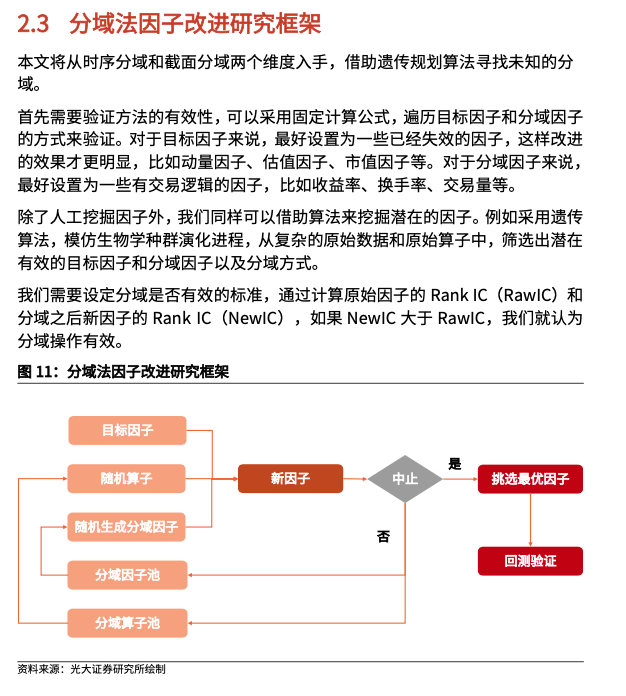 2.3 分域法因子改进研究框架
本文将从时序分域和截面分域两个维度入手，借助遗传规划算法寻找未知的分
域。
首先需要验证方法的有效性，可以采用固定计算公式，遍历目标因子和分域因子
的方式来验证。对于目标因子来说，最好设置为一些已经失效的因子，这样改进
的效果才更明显，比如动量因子、估值因子、市值因子等。对于分域因子来说，
最好设置为一些有交易逻辑的因子，比如收益率、换手率、交易量等。
除了人工挖掘因子外，我们同样可以借助算法来挖掘潜在的因子。例如采用遗传
算法，模仿生物学种群演化进程，从复杂的原始数据和原始算子中，筛选出潜在
有效的目标因子和分域因子以及分域方式。
我们需要设定分域是否有效的标准，通过计算原始因子的 Rank IC（RawIC）和
分域之后新因子的 Rank IC（NewIC），如果 NewIC 大于 RawIC，我们就认为
分域操作有效。
图 11：分域法因子改进研究框架
目标因子
随机算子
随机生成分域因子
分域因子池
分域算子池
新因子
中止
是
否
挑选最优因子
回测验证
资料来源：光大证券研究所绘制